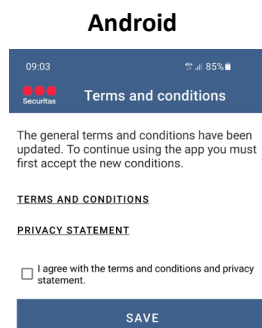 Android
09:03
85%
Securitas
Terms and conditions
The general terms and conditions have been
updated. To continue using the app you must
first accept the new conditions.
TERMS AND CONDITIONS
PRIVACY STATEMENT
I agree with the terms and conditions and privacy
statement.
SAVE